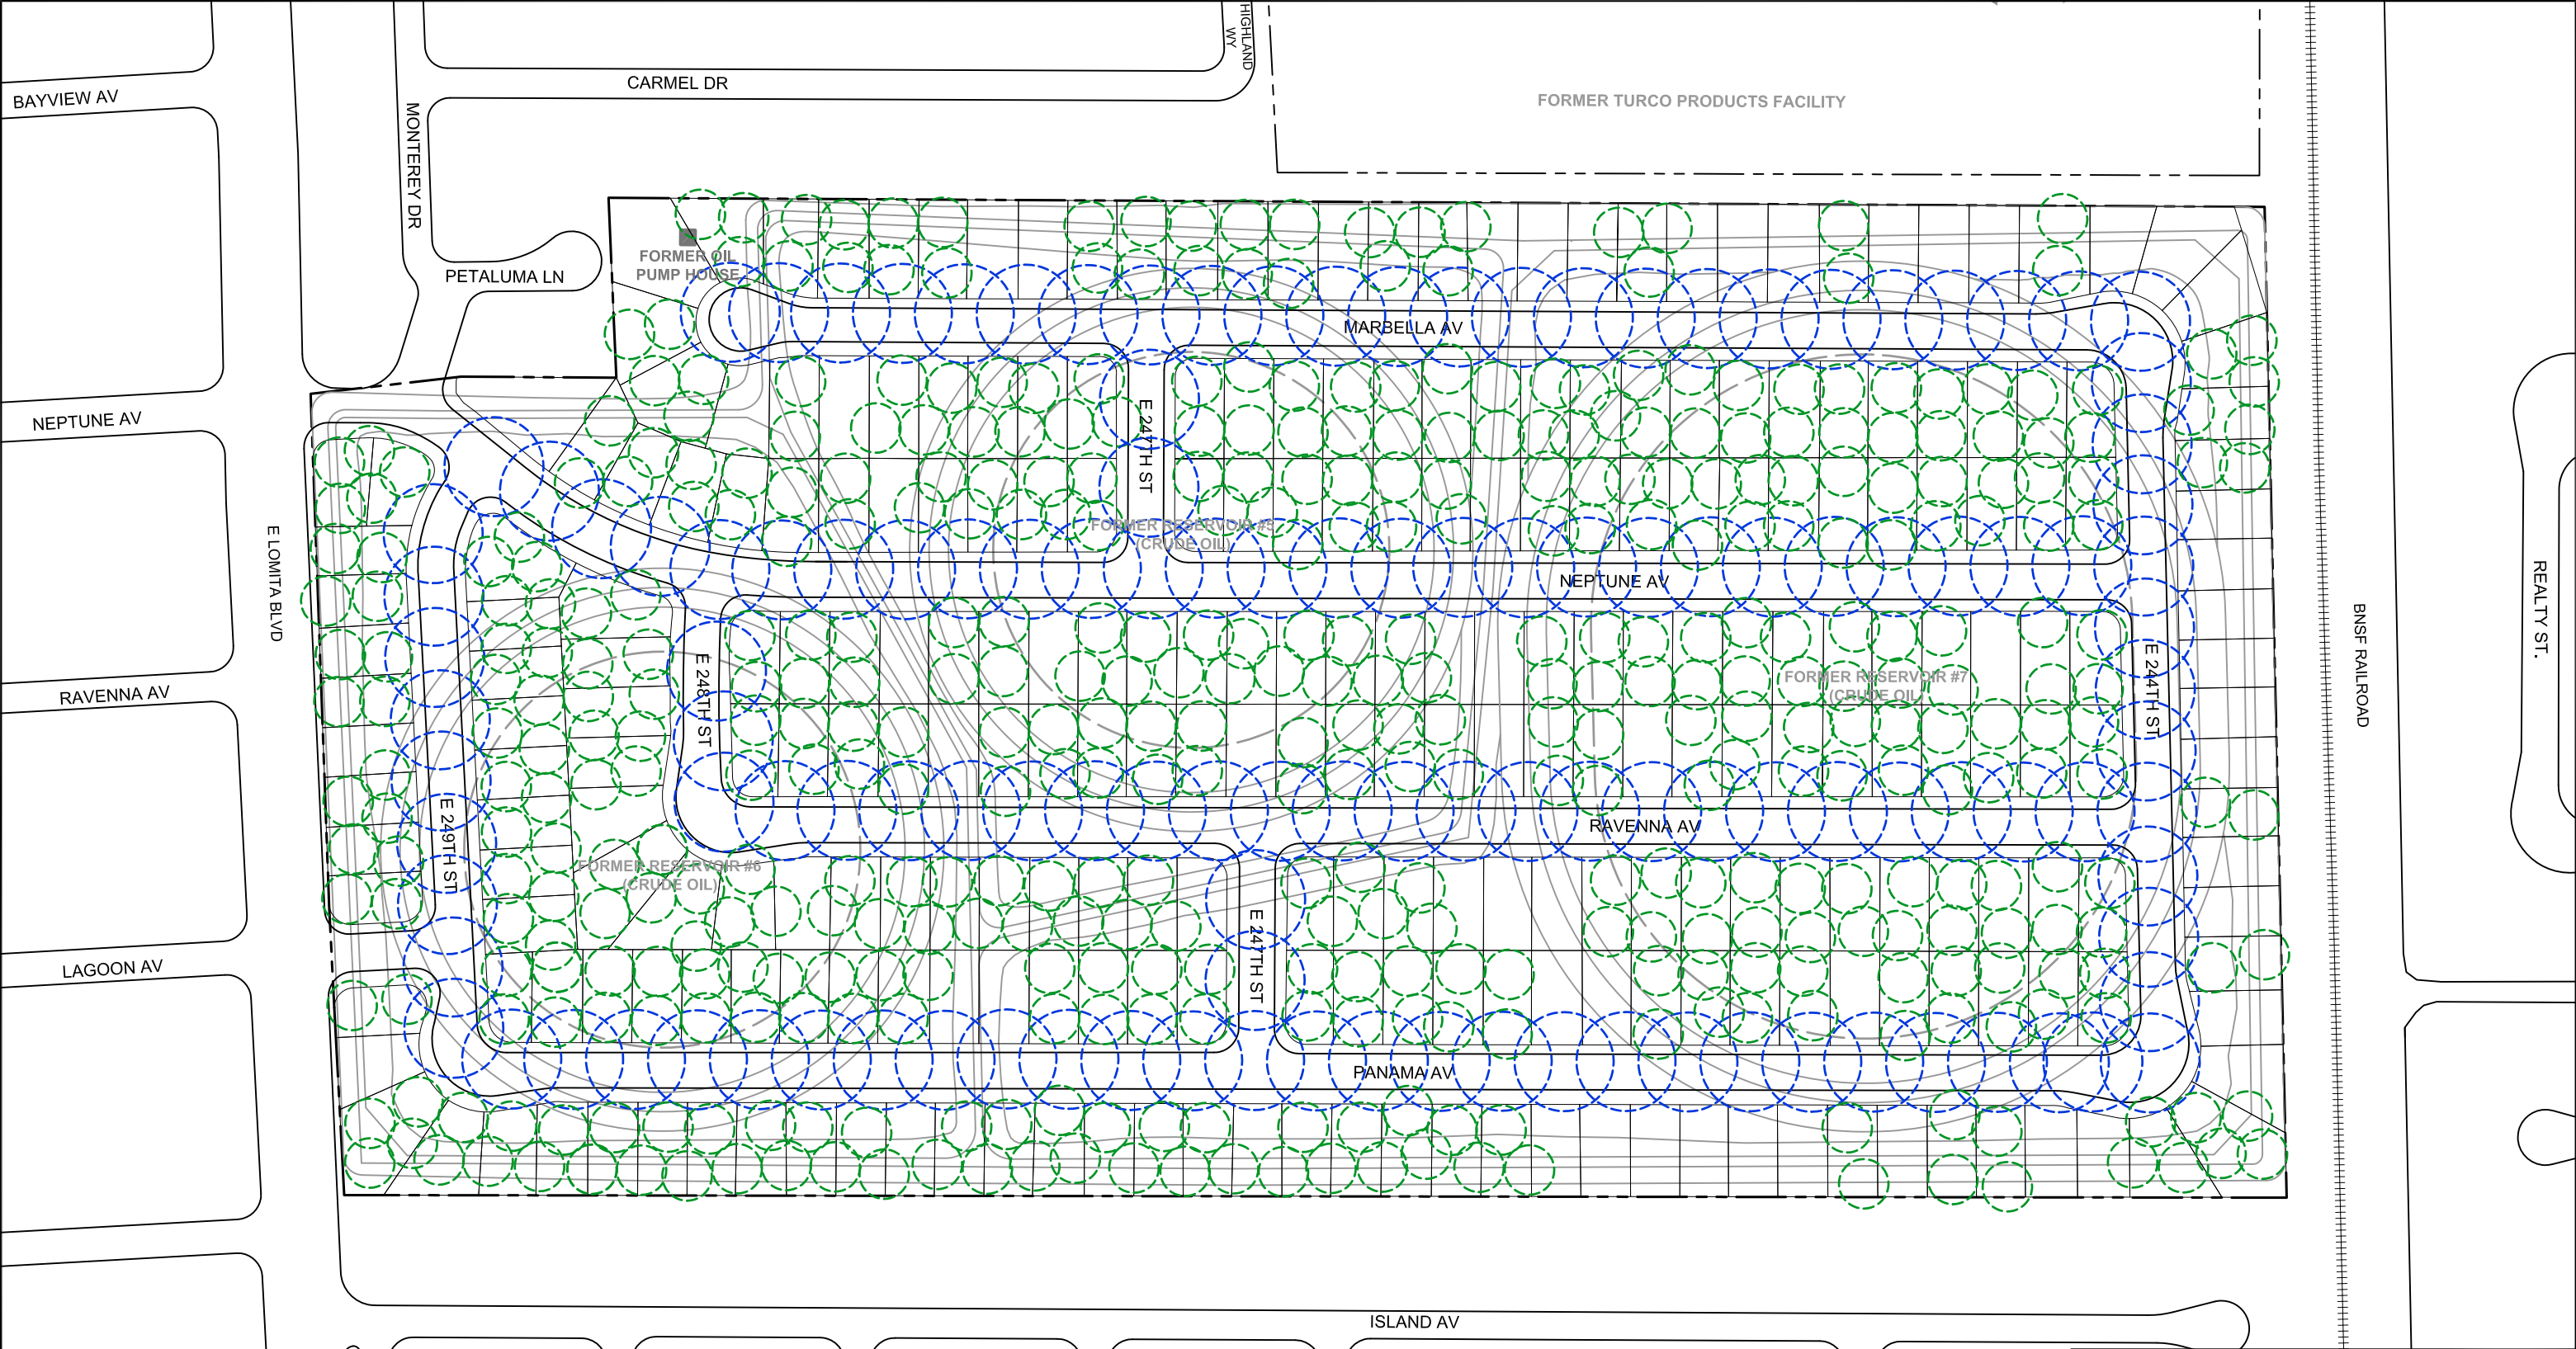 HIGHLAND
WY
CARMEL DR
BAYVIEW AV
FORMER TURCO PRODUCTS FACILITY
MONTEREY DR
FORMER OIL
PUMP HOUSE
PETALUMA LN
MARBELLA AV
NEPTUNE AV
E 247TH ST
FORMER RESERVOIR #5
(CRUDE OIL)
E LOMITA BLVD
NEPTUNE AV
REALTY ST.
BNSF RAILROAD
E 248TH ST
FORMER RESERVOIR #7
(CRUDE OIL)
E 244TH ST
RAVENNA AV
E 249TH ST
RAVENNA AV
FORMER RESERVOIR #6
(CRUDE OIL)
E 247TH ST
LAGOON AV
PANAMA AV
ISLAND AV